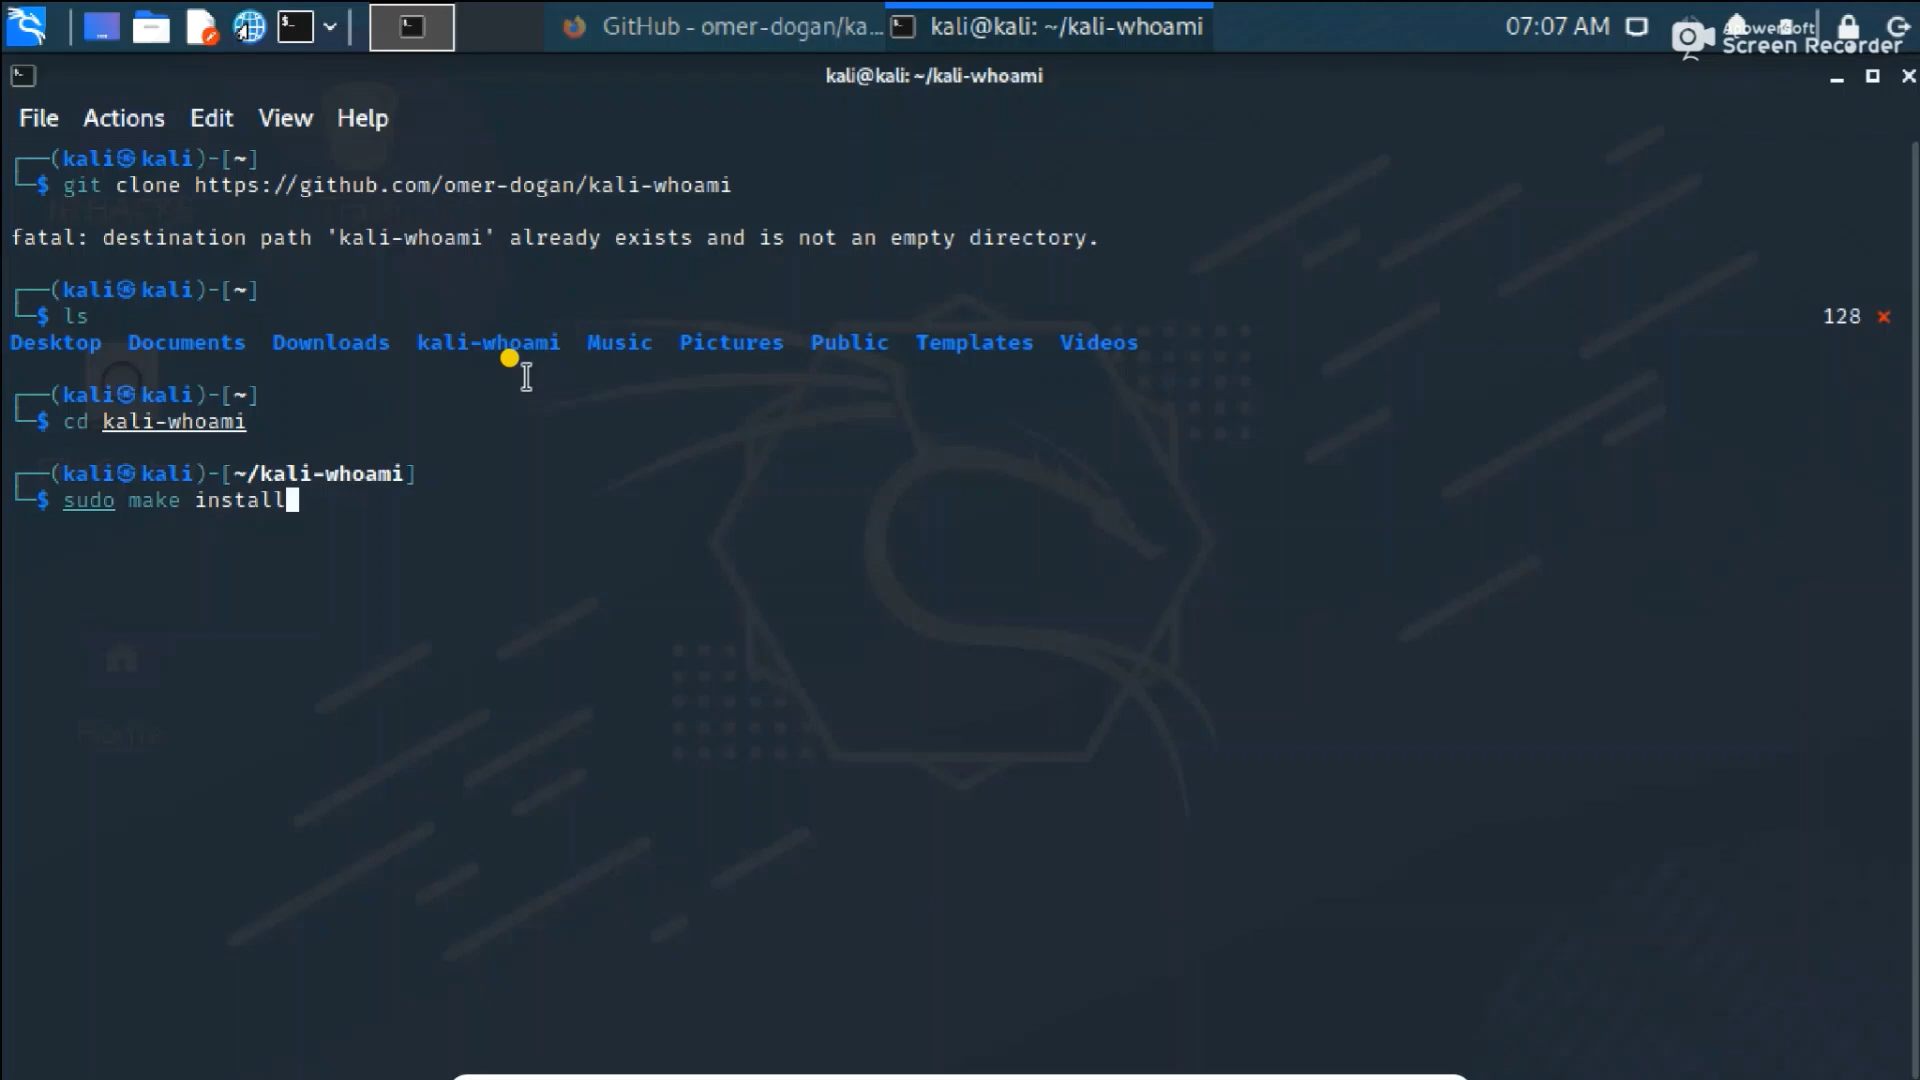 GitHub - omer-dogan/ka... kali@kali: ~/kali-whoami 07:07 AM
Apowersoft
Screen Recorder
kali@kali: ~/kali-whoami
File Actions Edit View Help
┌──(kali㉿kali)-[~]
└─$ git clone https://github.com/omer-dogan/kali-whoami
fatal: destination path 'kali-whoami' already exists and is not an empty directory.
┌──(kali㉿kali)-[~]
└─$ ls 128 ⨯
Desktop Documents Downloads kali-whoami Music Pictures Public Templates Videos
┌──(kali㉿kali)-[~]
└─$ cd kali-whoami
┌──(kali㉿kali)-[~/kali-whoami]
└─$ sudo make install
Home